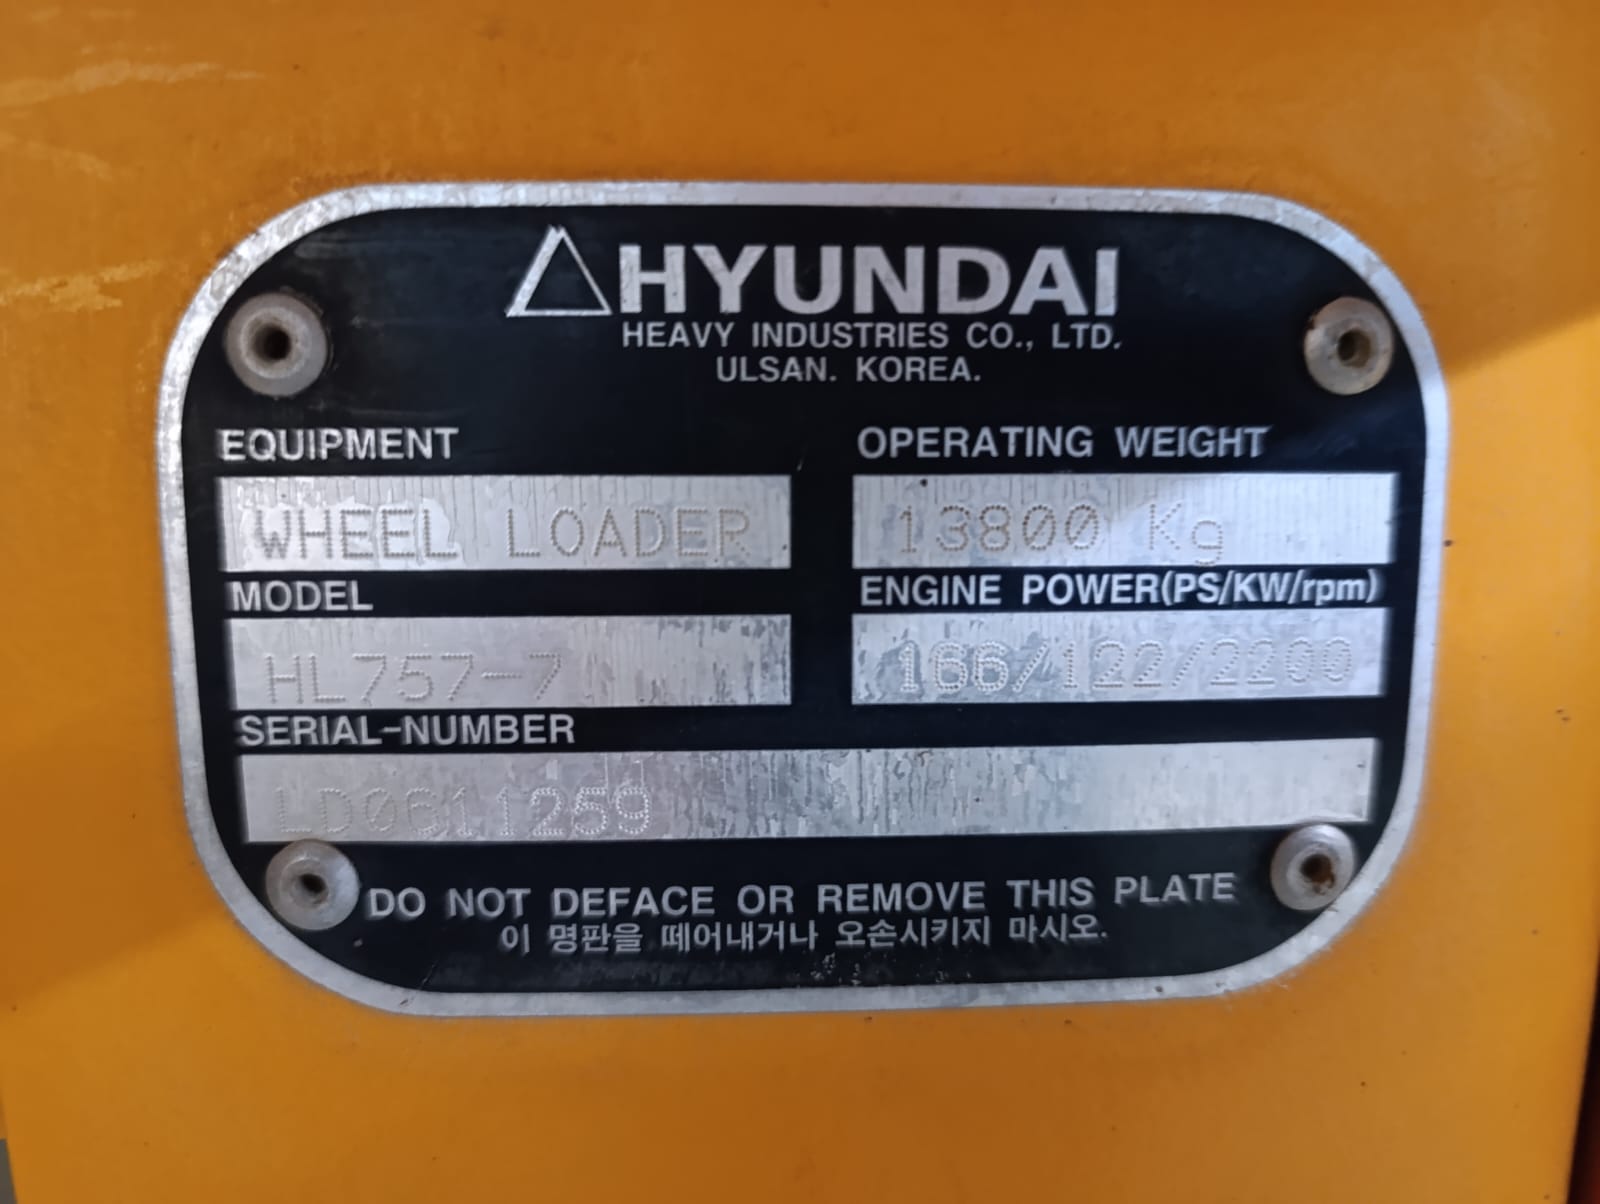 HYUNDAI
HEAVY INDUSTRIES CO., LTD.
ULSAN. KOREA.
EQUIPMENT
WHEEL LOADER
MODEL
HL757-7
SERIAL-NUMBER
LD0611259
OPERATING WEIGHT
13800 Kg
ENGINE POWER(PS/KW/rpm)
166/122/2200
DO NOT DEFACE OR REMOVE THIS PLATE
이 명판을 떼어내거나 오손시키지 마시오.